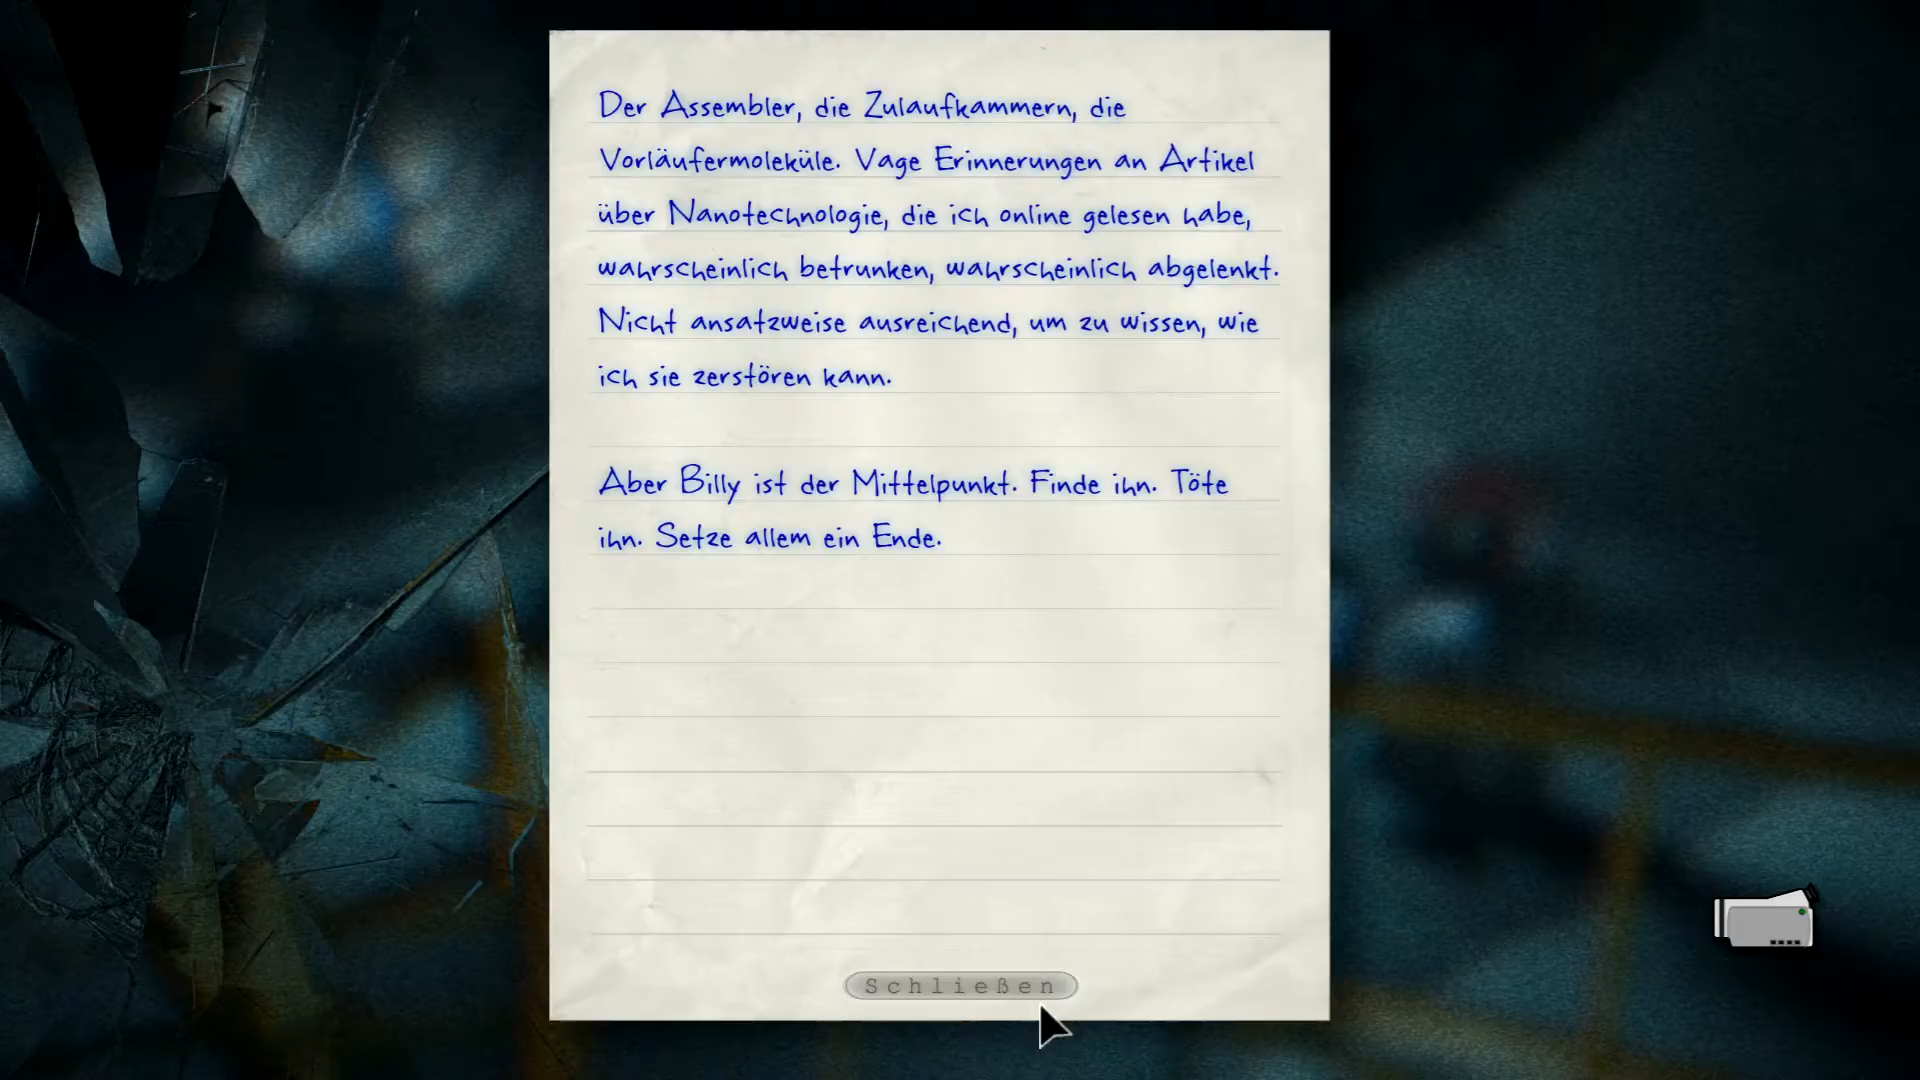 Der Assembler, die Zulaufkammern, die
Vorläufermoleküle. Vage Erinnerungen an Artikel
über Nanotechnologie, die ich online gelesen habe,
wahrscheinlich betrunken, wahrscheinlich abgelenkt.
Nicht ansatzweise ausreichend, um zu wissen, wie
ich sie zerstören kann.
Aber Billy ist der Mittelpunkt. Finde ihn. Töte
ihn. Setze allem ein Ende.
Schließen